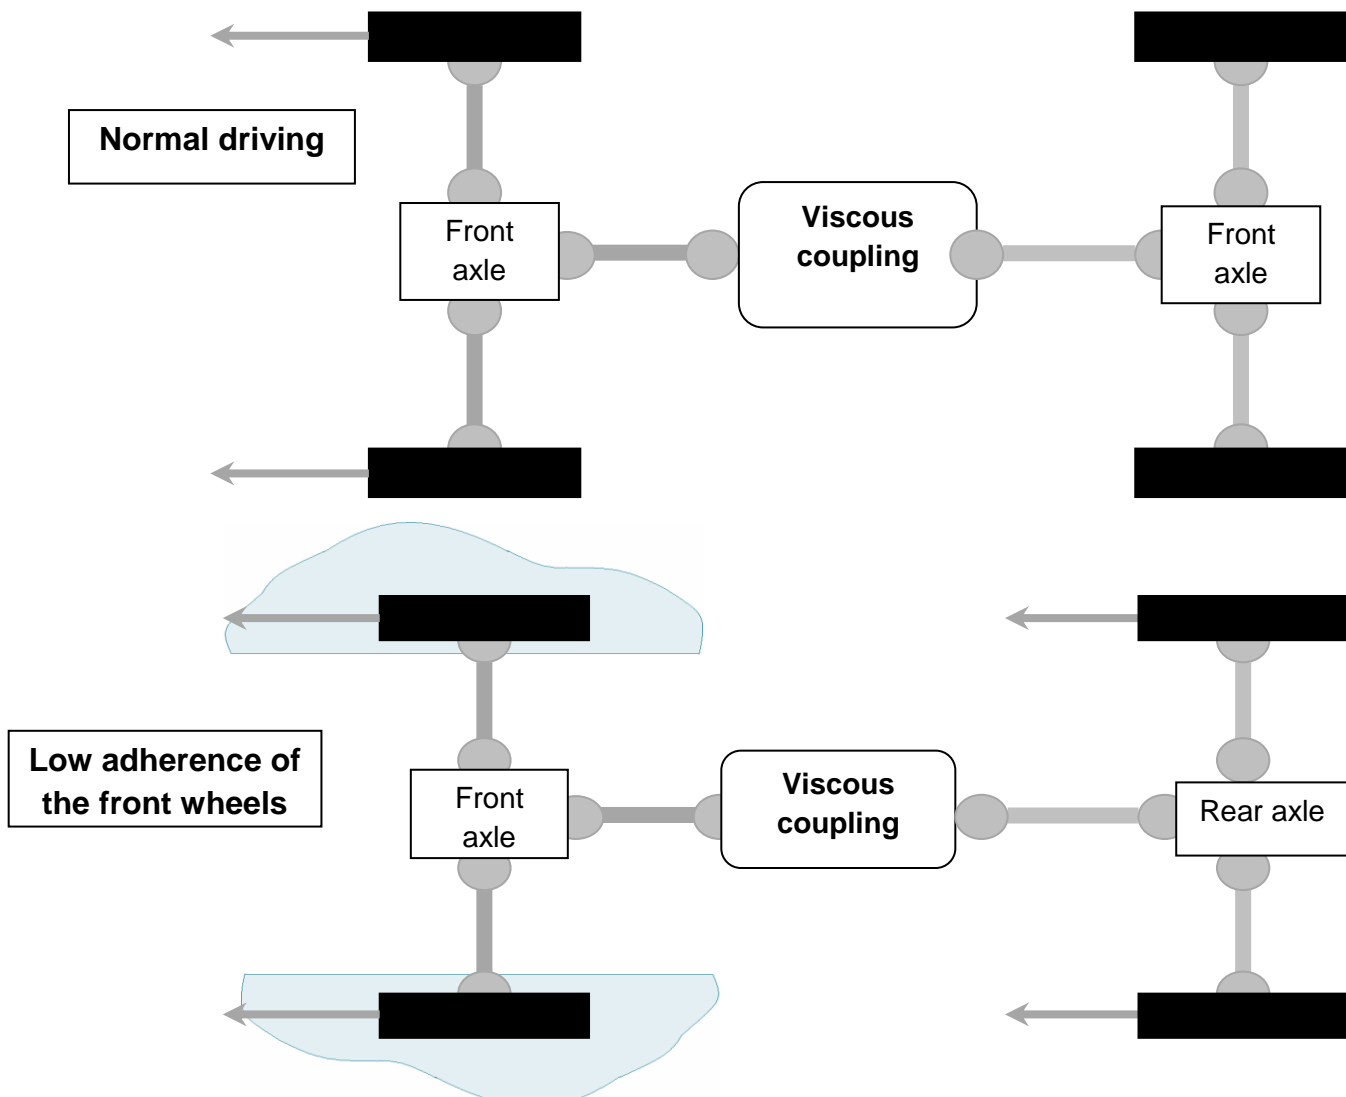 Normal driving
Front
axle
Viscous
coupling
Front
axle
Low adherence of
the front wheels
Front
axle
Viscous
coupling
Rear axle